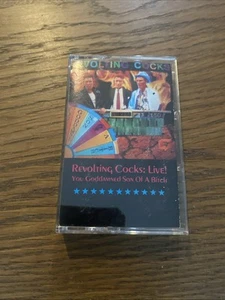 REVOLTING COCKS
Revolting Cocks: Live!
You Goddamned Son Of A Bitch